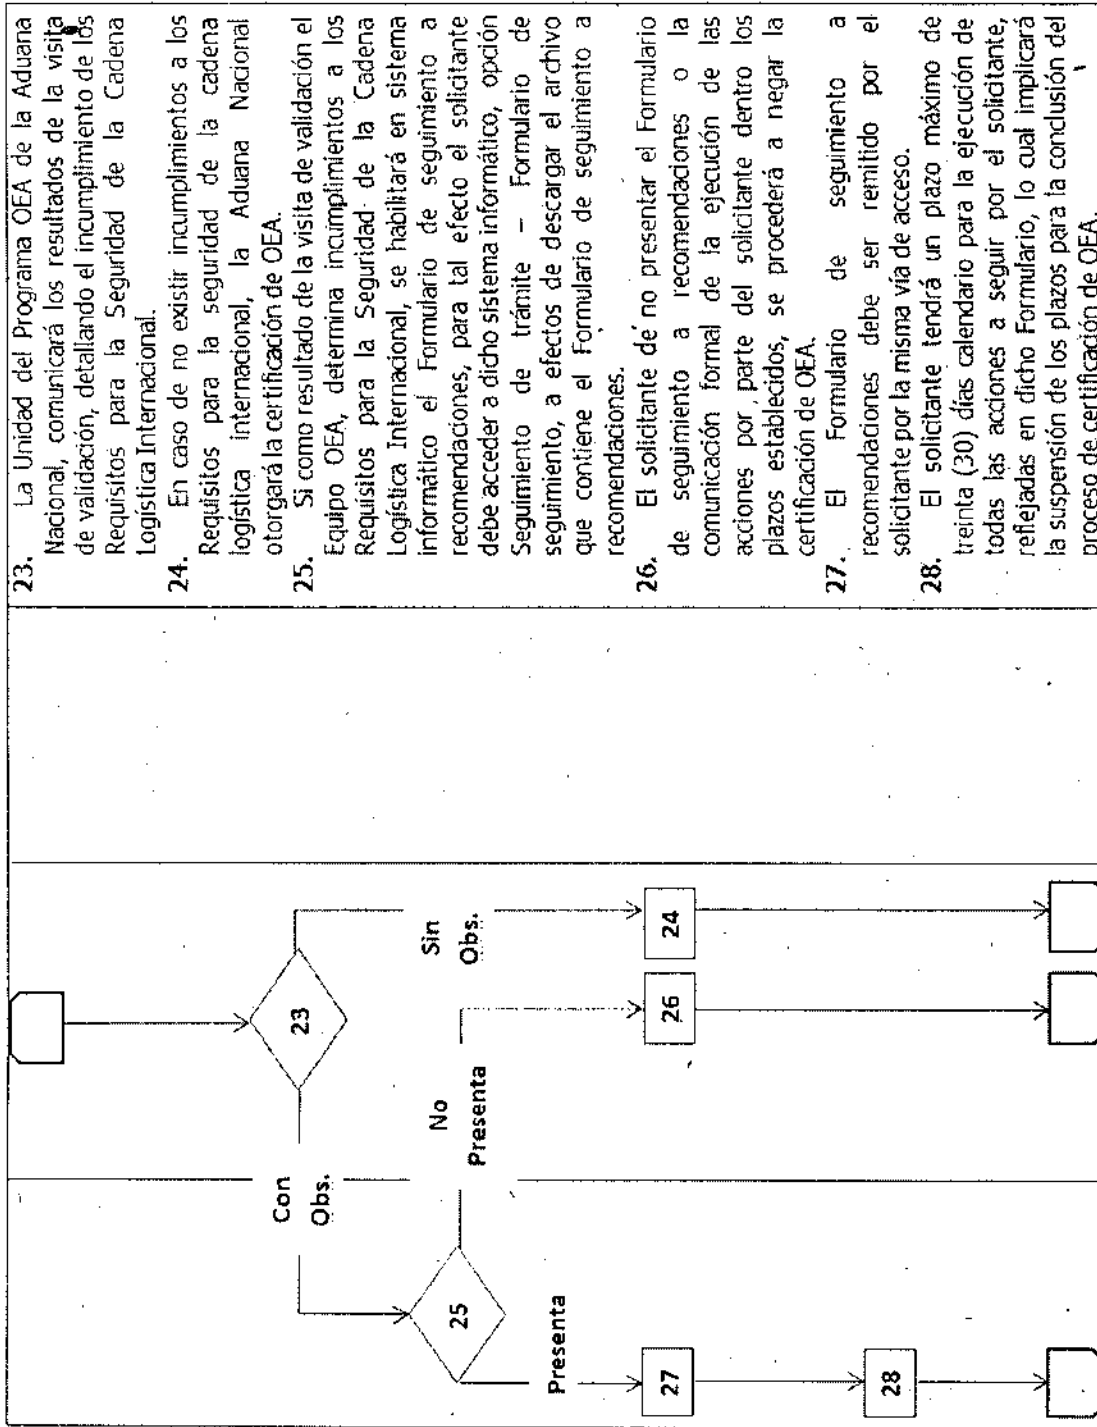 23. La Unidad del Programa OEA de la Aduana
Nacional, comunicará los resultados de la visita
de validación, detallando el incumplimiento de los
Requisitos para la Seguridad de la Cadena
Logística Internacional.
24. En caso de no existir incumplimientos a los
Requisitos para la seguridad de la cadena
logística internacional, la Aduana Nacional
otorgará la certificación de OEA.
25. Si como resultado de la visita de validación el
Equipo OEA, determina incumplimientos a los
Requisitos para la Seguridad de la Cadena
Logística Internacional, se habilitará en sistema
informático el Formulario de seguimiento a
recomendaciones, para tal efecto el solicitante
debe acceder a dicho sistema informático, opción
Seguimiento de trámite – Formulario de
seguimiento, a efectos de descargar el archivo
que contiene el Formulario de seguimiento a
recomendaciones.
26. El solicitante de no presentar el Formulario
de seguimiento a recomendaciones o la
comunicación formal de la ejecución de las
acciones por parte del solicitante dentro los
plazos establecidos, se procederá a negar la
certificación de OEA.
27. El Formulario de seguimiento a
recomendaciones debe ser remitido por el
solicitante por la misma vía de acceso.
28. El solicitante tendrá un plazo máximo de
treinta (30) días calendario para la ejecución de
todas las acciones a seguir por el solicitante,
reflejadas en dicho Formulario, lo cual implicará
la suspensión de los plazos para la conclusión del
proceso de certificación de OEA.
23
Sin
Obs.
24
26
No
Presenta
Con
Obs.
25
Presenta
27
28